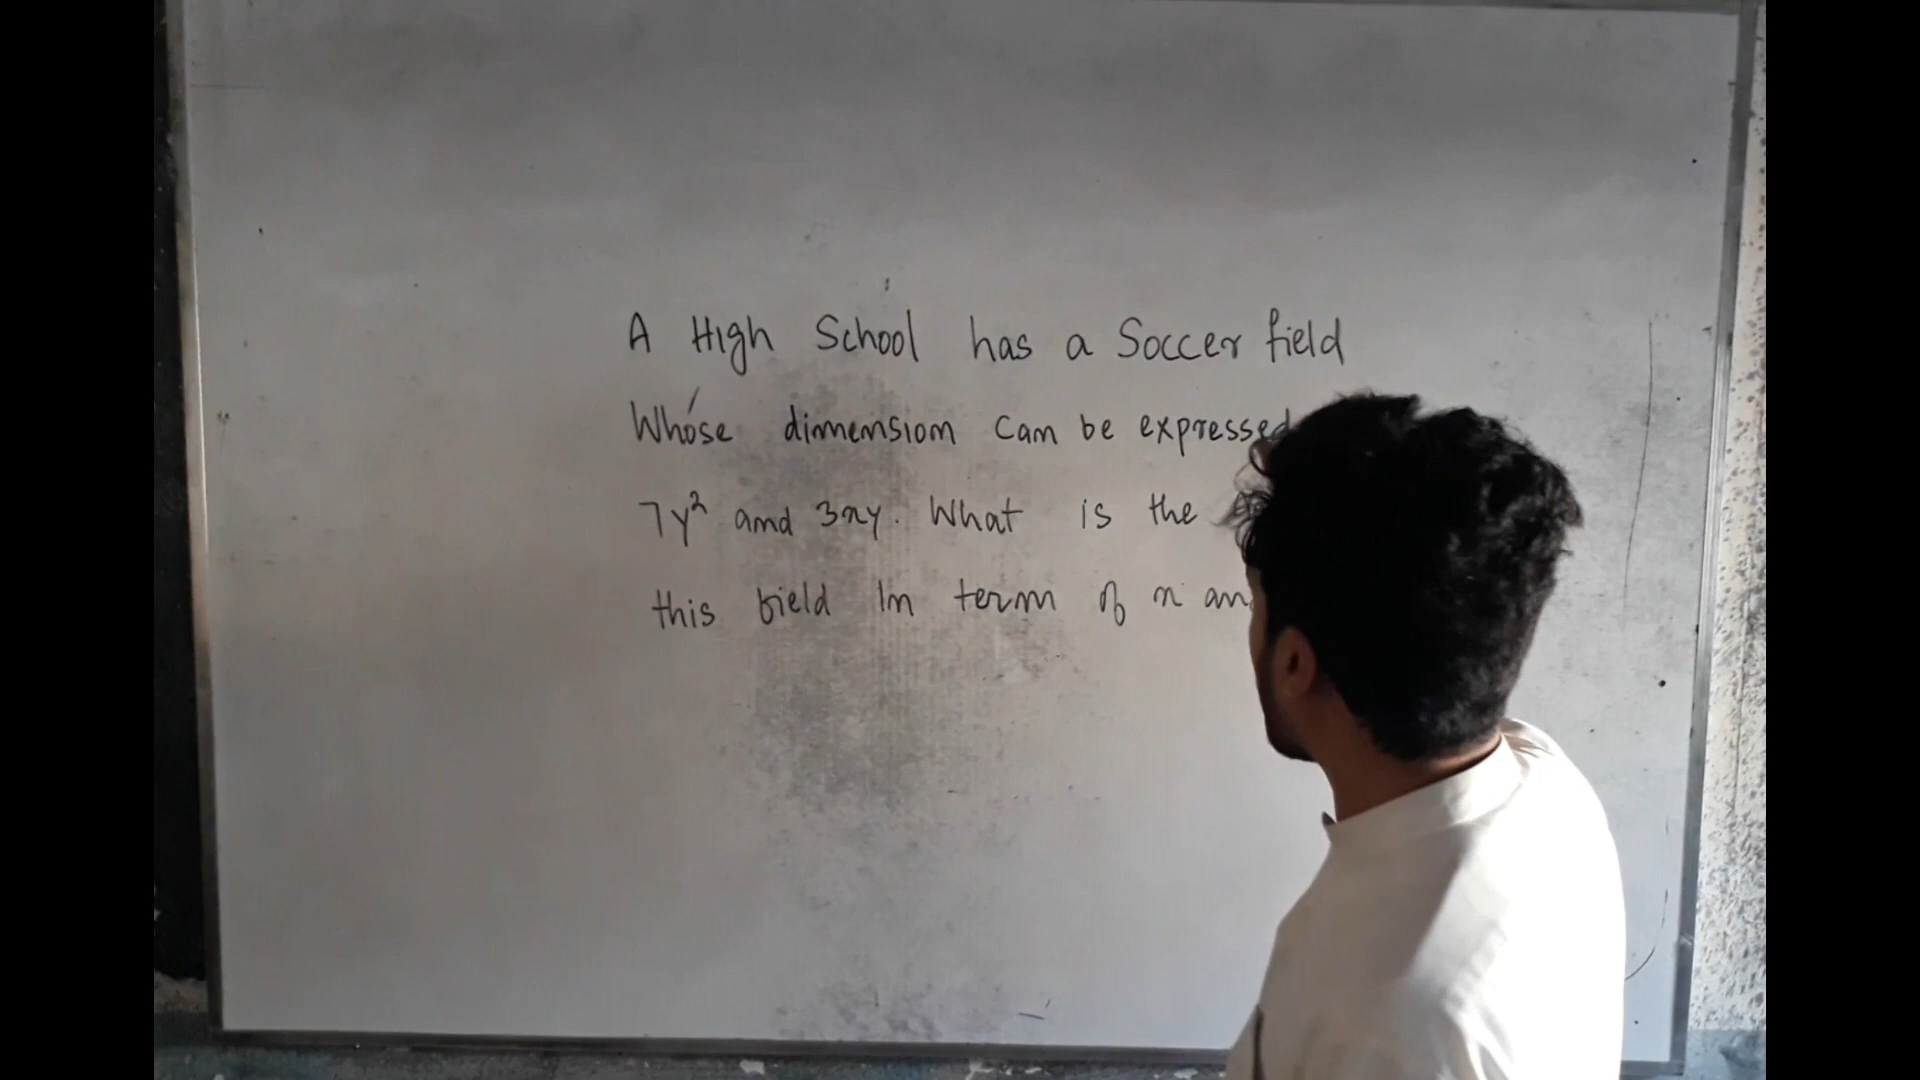 A High School has a Soccer field
Whose dimension can be expressed
7y² and 3xy. What is the
this field In term of x and